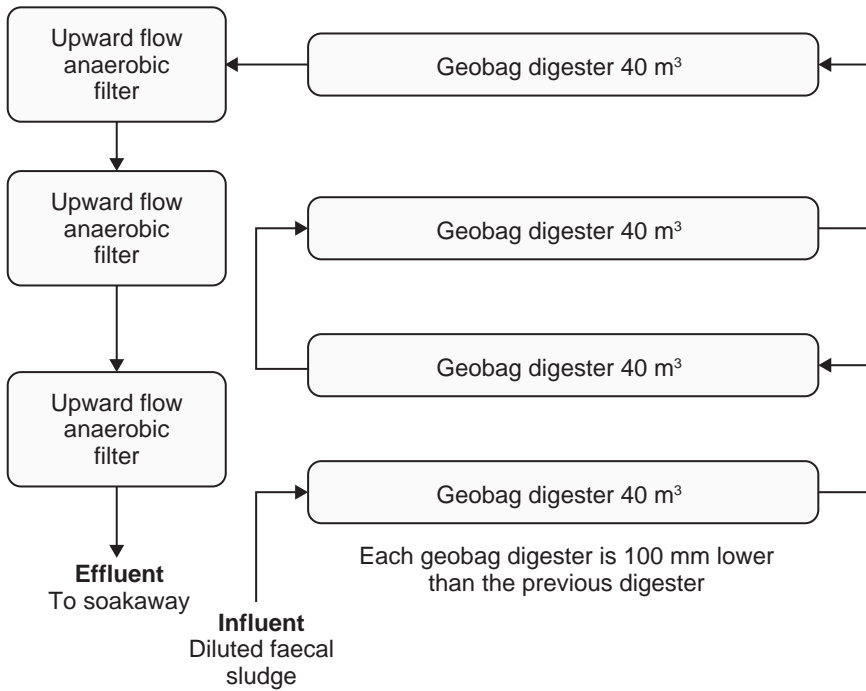 Upward flow
anaerobic
filter
Geobag digester 40 m³
Upward flow
anaerobic
filter
Geobag digester 40 m³
Geobag digester 40 m³
Upward flow
anaerobic
filter
Geobag digester 40 m³
Each geobag digester is 100 mm lower
than the previous digester
Effluent
To soakaway
Influent
Diluted faecal
sludge